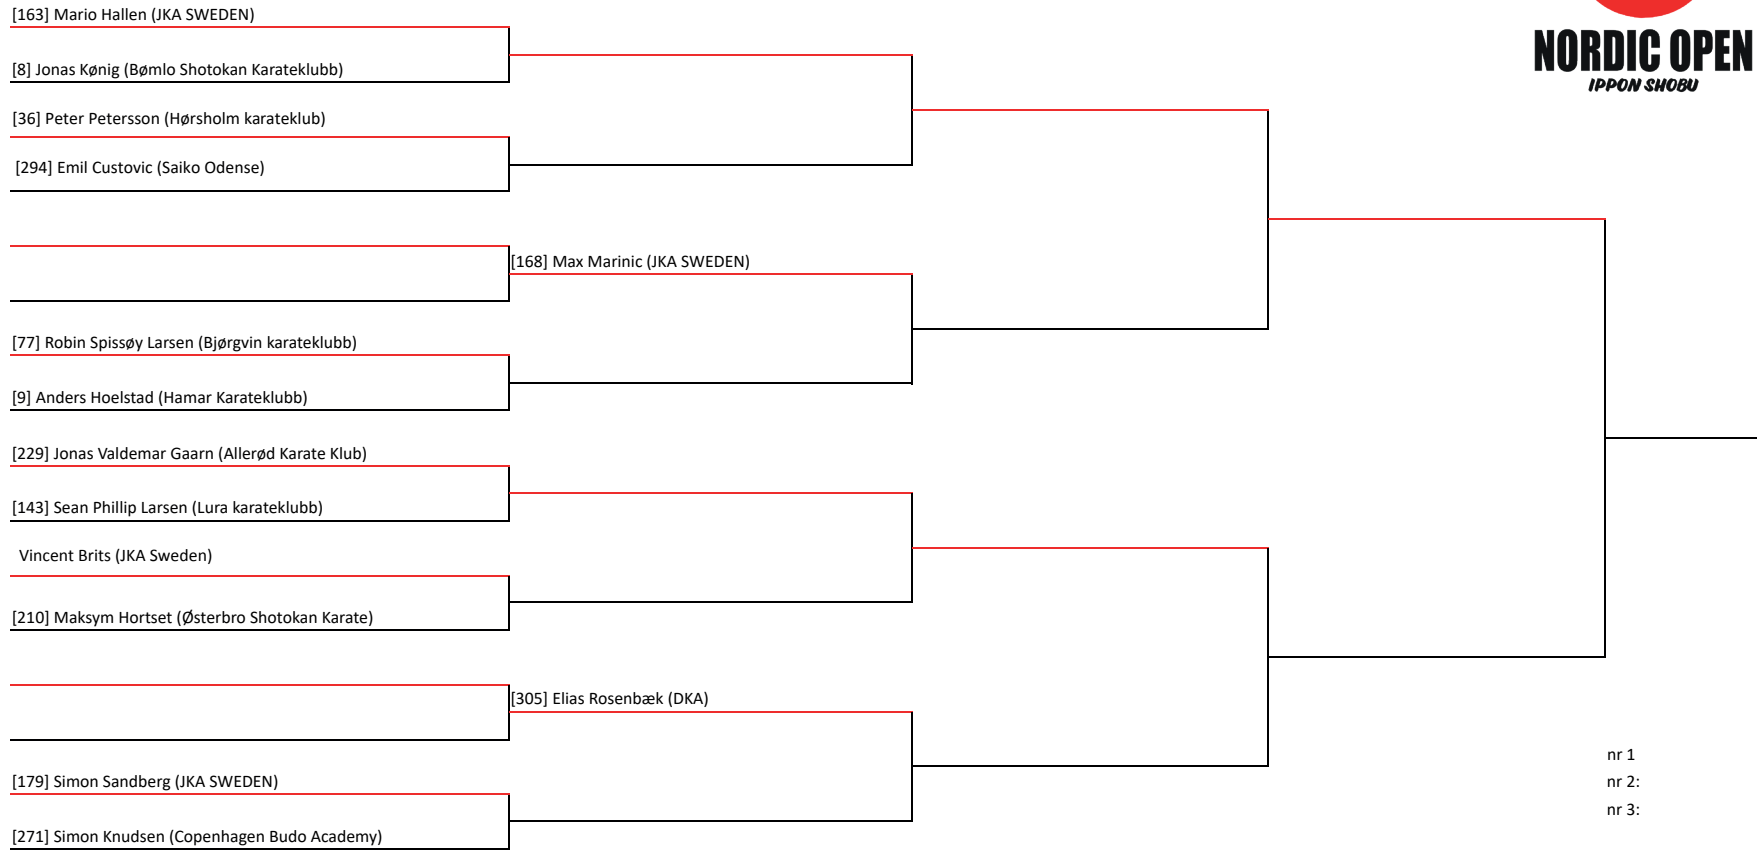 [163] Mario Hallen (JKA SWEDEN)
NORDIC OPEN
IPPON SHOBU
[8] Jonas Kønig (Bømlo Shotokan Karateklubb)
[36] Peter Petersson (Hørsholm karateklub)
[294] Emil Custovic (Saiko Odense)
[168] Max Marinic (JKA SWEDEN)
[77] Robin Spissøy Larsen (Bjørgvin karateklubb)
[9] Anders Hoelstad (Hamar Karateklubb)
[229] Jonas Valdemar Gaarn (Allerød Karate Klub)
[143] Sean Phillip Larsen (Lura karateklubb)
Vincent Brits (JKA Sweden)
[210] Maksym Hortset (Østerbro Shotokan Karate)
[305] Elias Rosenbæk (DKA)
[179] Simon Sandberg (JKA SWEDEN)
[271] Simon Knudsen (Copenhagen Budo Academy)
nr 1
nr 2:
nr 3: